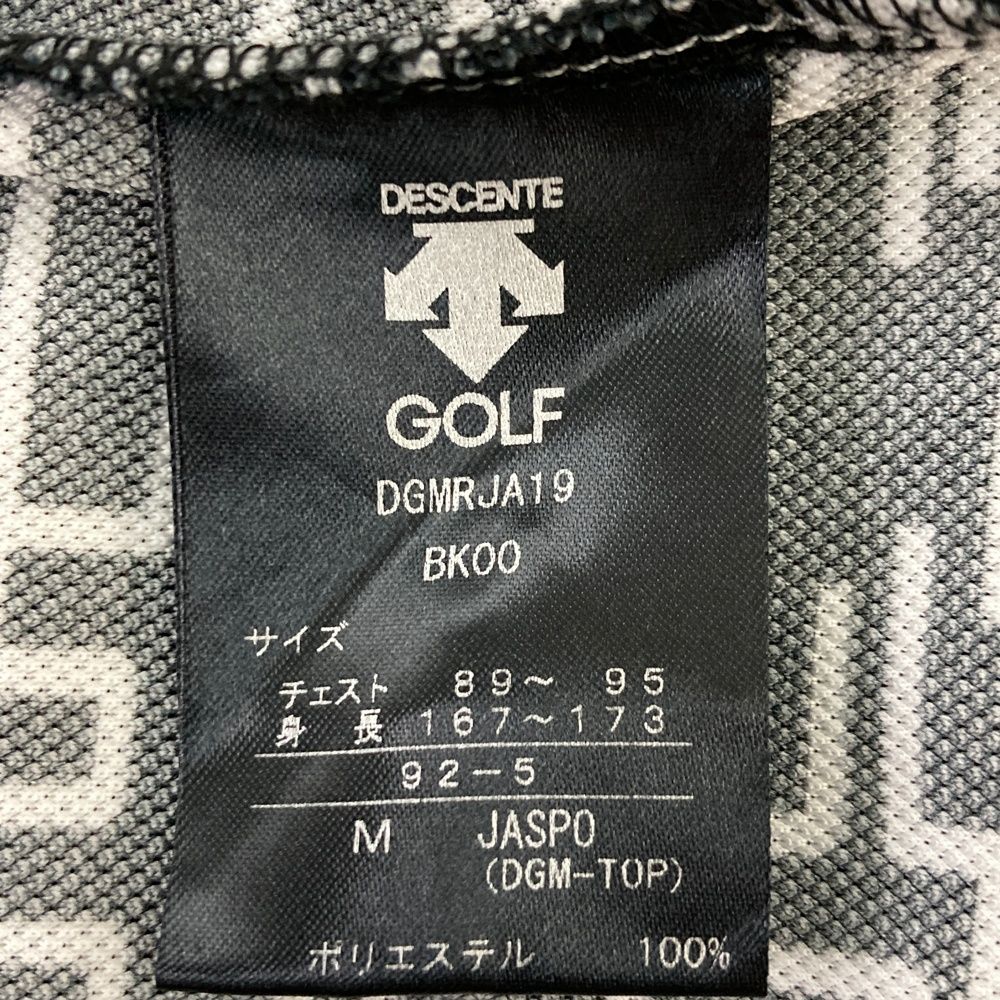 DESCENTE
GOLF
DGMRJA19
BK00
サイズ
チェスト 89～ 95
身 長 167～173
92-5
M JASPO
(DGM-TOP)
ポリエステル 100%